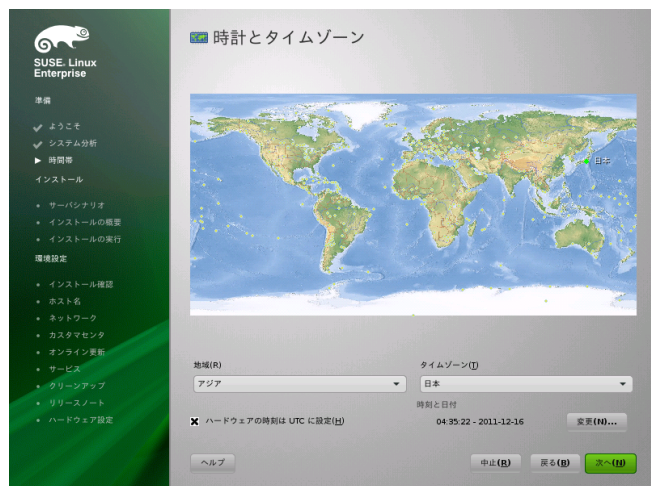 SUSE. Linux
Enterprise
準備
ようこそ
システム分析
時間帯
インストール
サーバシナリオ
インストールの概要
インストールの実行
環境設定
インストール確認
ホスト名
ネットワーク
カスタマセンタ
オンライン更新
サービス
クリーンアップ
リリースノート
ハードウェア設定
時計とタイムゾーン
日本
地域(R)
アジア
タイムゾーン(T)
日本
ハードウェアの時刻は UTC に設定(H)
時刻と日付
04:35:22 - 2011-12-16
変更(N)...
ヘルプ
中止(R)
戻る(B)
次へ(N)